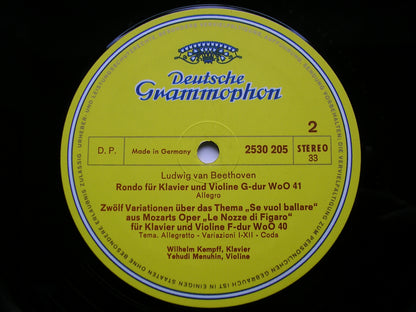 Deutsche
Grammophon
2
D. P.
Made in Germany
2530 205
STEREO
33
Ludwig van Beethoven
Rondo für Klavier und Violine G-dur WoO 41
Allegro
Zwölf Variationen über das Thema „Se vuol ballare“
aus Mozarts Oper „Le Nozze di Figaro“
für Klavier und Violine F-dur WoO 40
Tema. Allegretto - Variazioni I-XII - Coda
Wilhelm Kempff, Klavier
Yehudi Menuhin, Violine